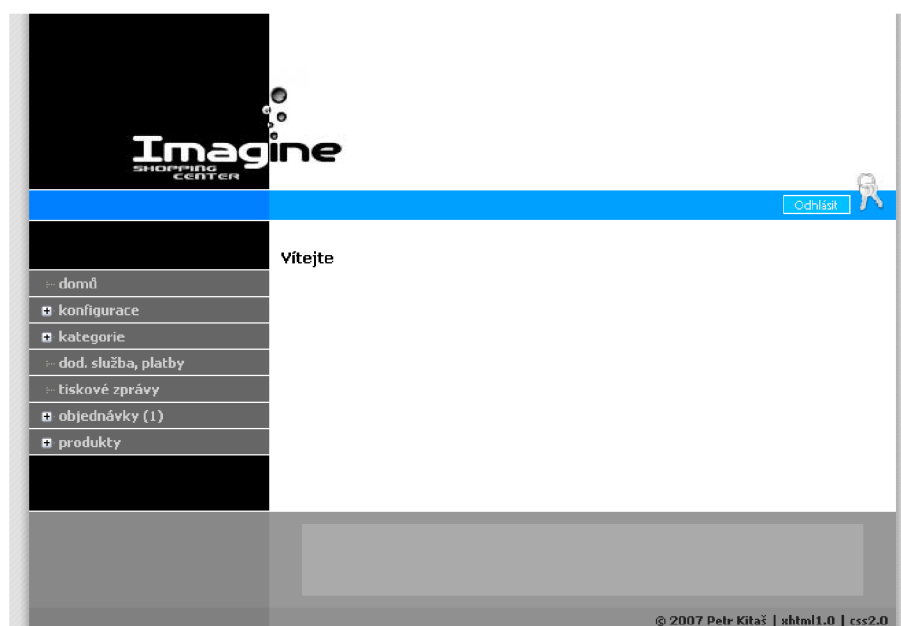 Imagine
SHOPPING
CENTER
Odhlásit
Vítejte
domů
konfigurace
kategorie
dod. služba, platby
tiskové zprávy
objednávky (1)
produkty
© 2007 Petr Kitaš | xhtml1.0 | css2.0